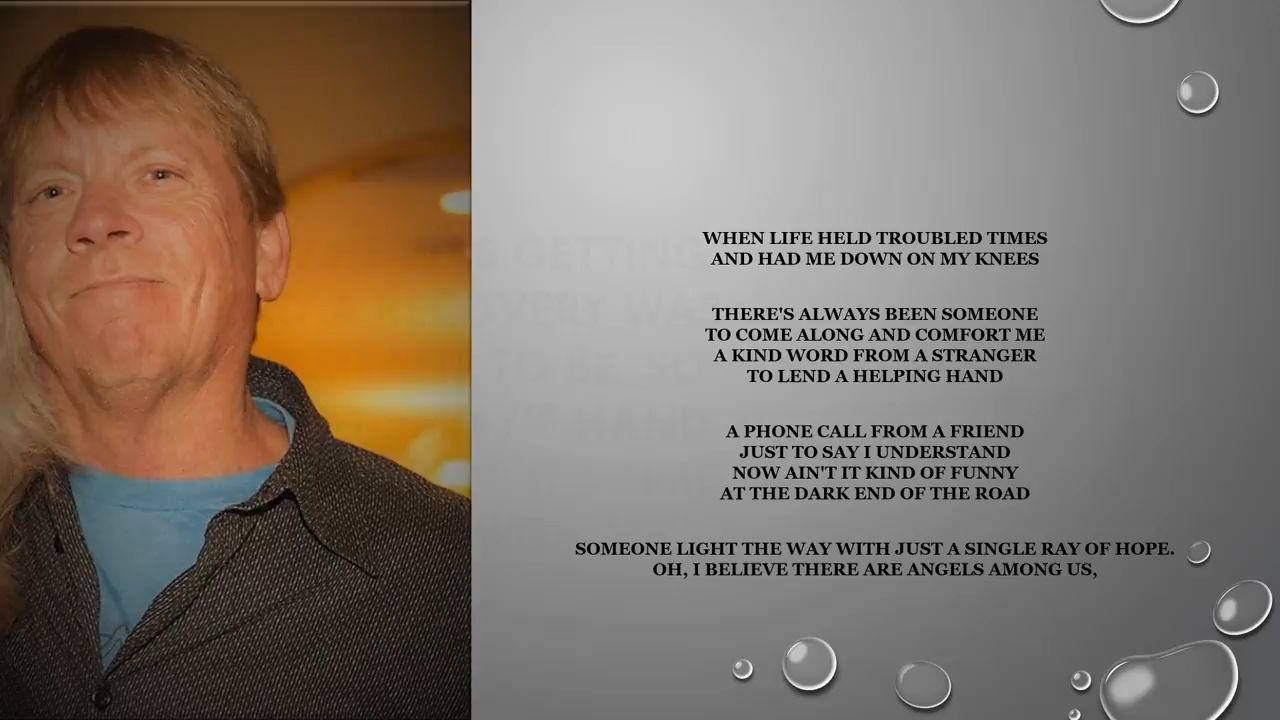 WHEN LIFE HELD TROUBLED TIMES
AND HAD ME DOWN ON MY KNEES
THERE'S ALWAYS BEEN SOMEONE
TO COME ALONG AND COMFORT ME
A KIND WORD FROM A STRANGER
TO LEND A HELPING HAND
A PHONE CALL FROM A FRIEND
JUST TO SAY I UNDERSTAND
NOW AIN'T IT KIND OF FUNNY
AT THE DARK END OF THE ROAD
SOMEONE LIGHT THE WAY WITH JUST A SINGLE RAY OF HOPE.
OH, I BELIEVE THERE ARE ANGELS AMONG US,